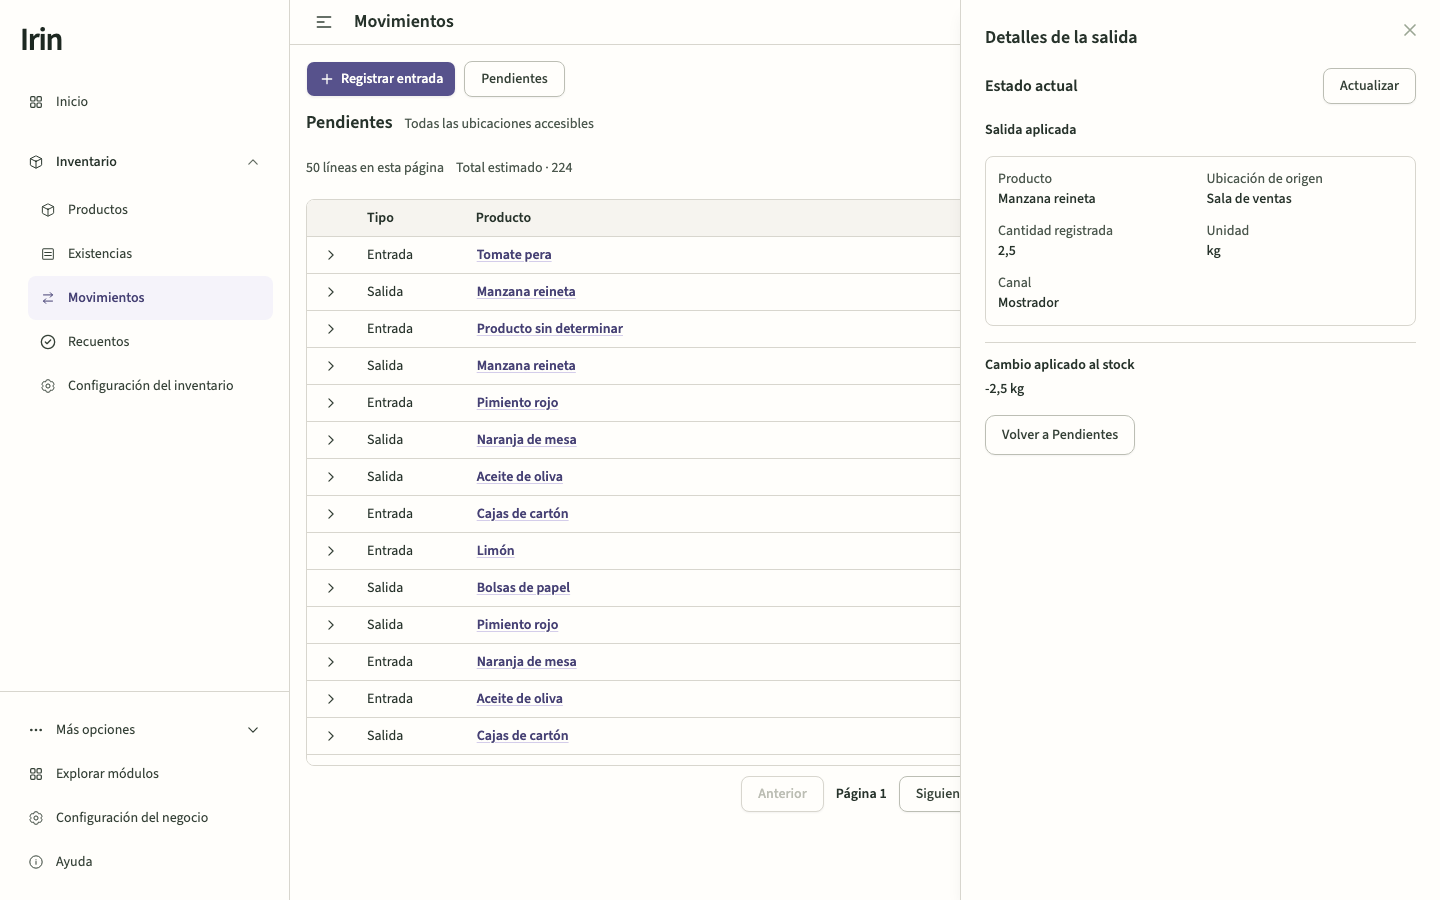 Irin
Inicio
Inventario
Productos
Existencias
Movimientos
Recuentos
Configuración del inventario
Más opciones
Explorar módulos
Configuración del negocio
Ayuda
Movimientos
Registrar entrada
Pendientes
Pendientes Todas las ubicaciones accesibles
50 líneas en esta página Total estimado · 224
Tipo Producto
Entrada Tomate pera
Salida Manzana reineta
Entrada Producto sin determinar
Salida Manzana reineta
Entrada Pimiento rojo
Salida Naranja de mesa
Salida Aceite de oliva
Entrada Cajas de cartón
Entrada Limón
Salida Bolsas de papel
Salida Pimiento rojo
Entrada Naranja de mesa
Entrada Aceite de oliva
Salida Cajas de cartón
Anterior Página 1 Siguien
Detalles de la salida
Estado actual Actualizar
Salida aplicada
Producto Ubicación de origen
Manzana reineta Sala de ventas
Cantidad registrada Unidad
2,5 kg
Canal
Mostrador
Cambio aplicado al stock
-2,5 kg
Volver a Pendientes